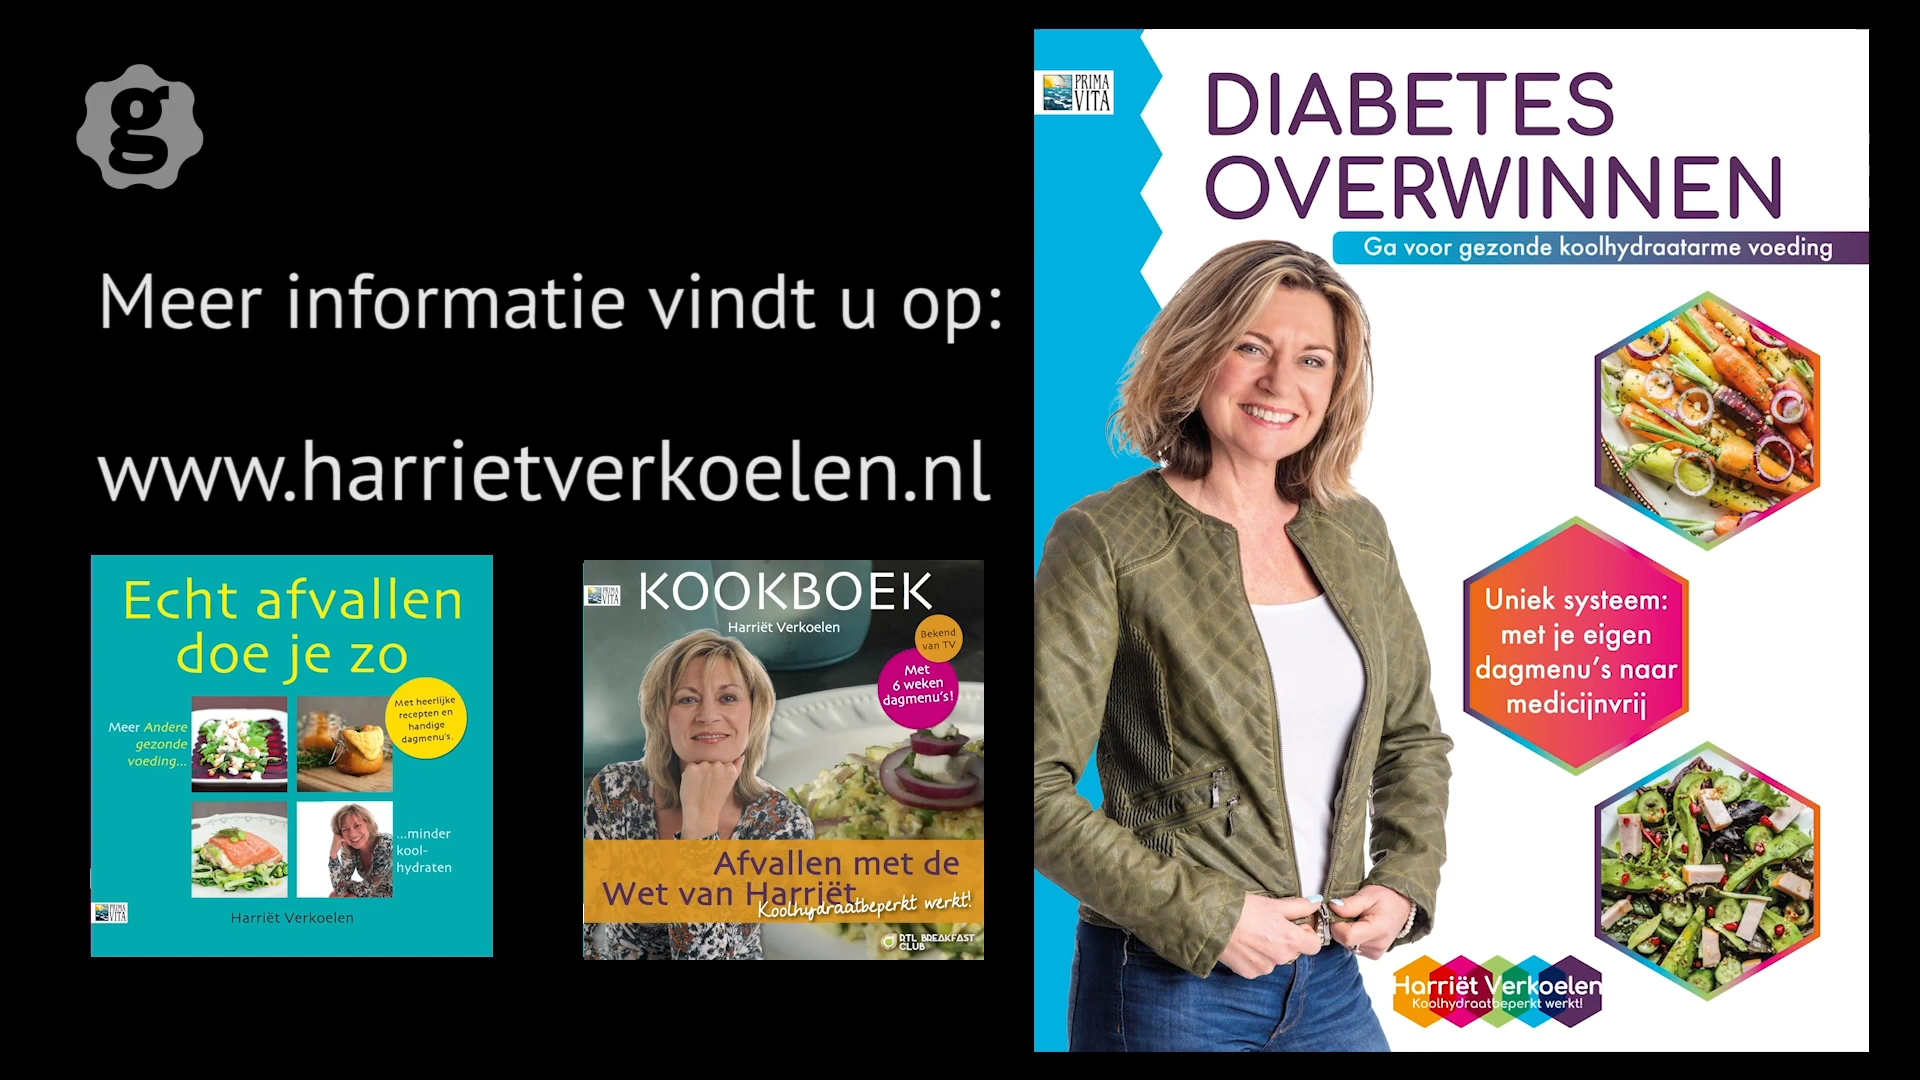 g
Meer informatie vindt u op:
www.harrietverkoelen.nl
Echt afvallen
doe je zo
Met heerlijke
recepten en
handige
dagmenu's.
Meer Andere
gezonde
voeding...
...minder
kool-
hydraten
PRIMA
VITA
Harriët Verkoelen
PRIMA
VITA
KOOKBOEK
Harriët Verkoelen
Bekend
van TV
Met
6 weken
dagmenu's!
Afvallen met de
Wet van Harriët
Koolhydraatbeperkt werkt!
RTL BREAKFAST
CLUB
PRIMA
VITA
DIABETES
OVERWINNEN
Ga voor gezonde koolhydraatarme voeding
Uniek systeem:
met je eigen
dagmenu's naar
medicijnvrij
Harriët Verkoelen
Koolhydraatbeperkt werkt!